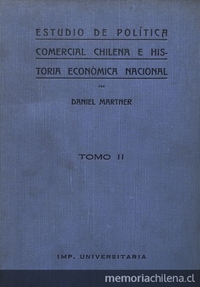 ESTUDIO DE POLÍTICA
COMERCIAL CHILENA E HIS-
TORIA ECONÓMICA NACIONAL
POR
DANIEL MARTNER
TOMO II
IMP. UNIVERSITARIA
memoriachilena.cl